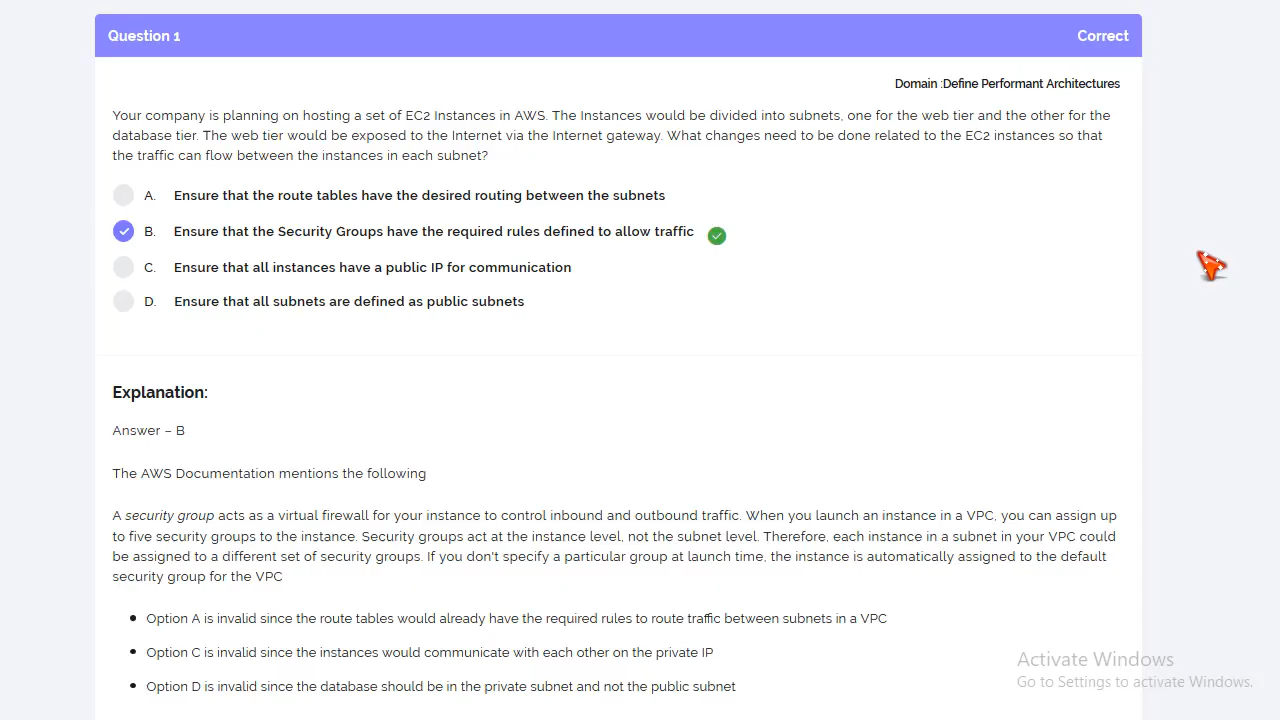 Question 1 Correct
Domain :Define Performant Architectures
Your company is planning on hosting a set of EC2 Instances in AWS. The Instances would be divided into subnets, one for the web tier and the other for the
database tier. The web tier would be exposed to the Internet via the Internet gateway. What changes need to be done related to the EC2 instances so that
the traffic can flow between the instances in each subnet?
A. Ensure that the route tables have the desired routing between the subnets
B. Ensure that the Security Groups have the required rules defined to allow traffic
C. Ensure that all instances have a public IP for communication
D. Ensure that all subnets are defined as public subnets
Explanation:
Answer – B
The AWS Documentation mentions the following
A security group acts as a virtual firewall for your instance to control inbound and outbound traffic. When you launch an instance in a VPC, you can assign up
to five security groups to the instance. Security groups act at the instance level, not the subnet level. Therefore, each instance in a subnet in your VPC could
be assigned to a different set of security groups. If you don't specify a particular group at launch time, the instance is automatically assigned to the default
security group for the VPC
• Option A is invalid since the route tables would already have the required rules to route traffic between subnets in a VPC
• Option C is invalid since the instances would communicate with each other on the private IP
• Option D is invalid since the database should be in the private subnet and not the public subnet
Activate Windows
Go to Settings to activate Windows.